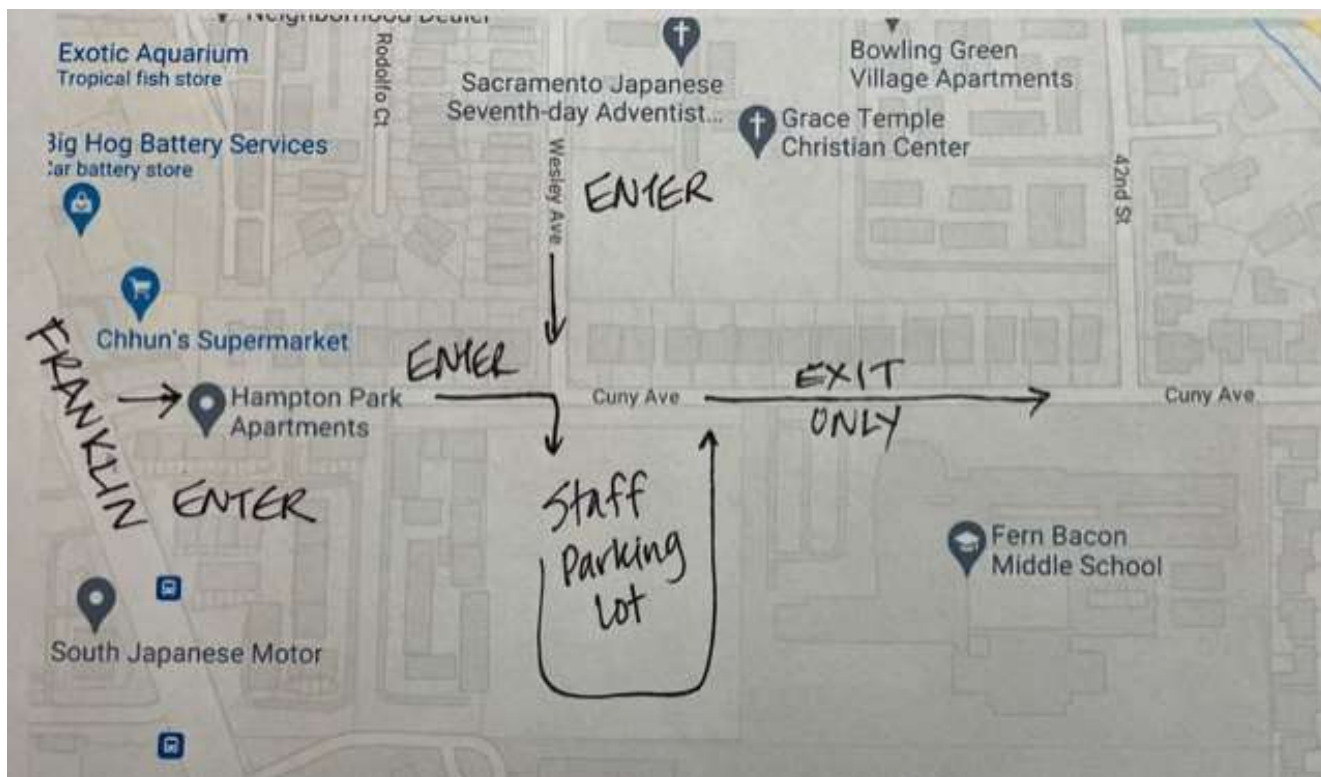 Neighborhood Dealer
Exotic Aquarium
Tropical fish store
Rodolfo Ct
Sacramento Japanese
Seventh-day Adventist...
Bowling Green
Village Apartments
Grace Temple
Christian Center
Big Hog Battery Services
Car battery store
Wesley Ave
ENTER
42nd St
Chhun's Supermarket
FRANKLIN
ENTER
EXIT
ONLY
Hampton Park
Apartments
Cuny Ave
Cuny Ave
ENTER
Staff
Parking
Lot
Fern Bacon
Middle School
South Japanese Motor